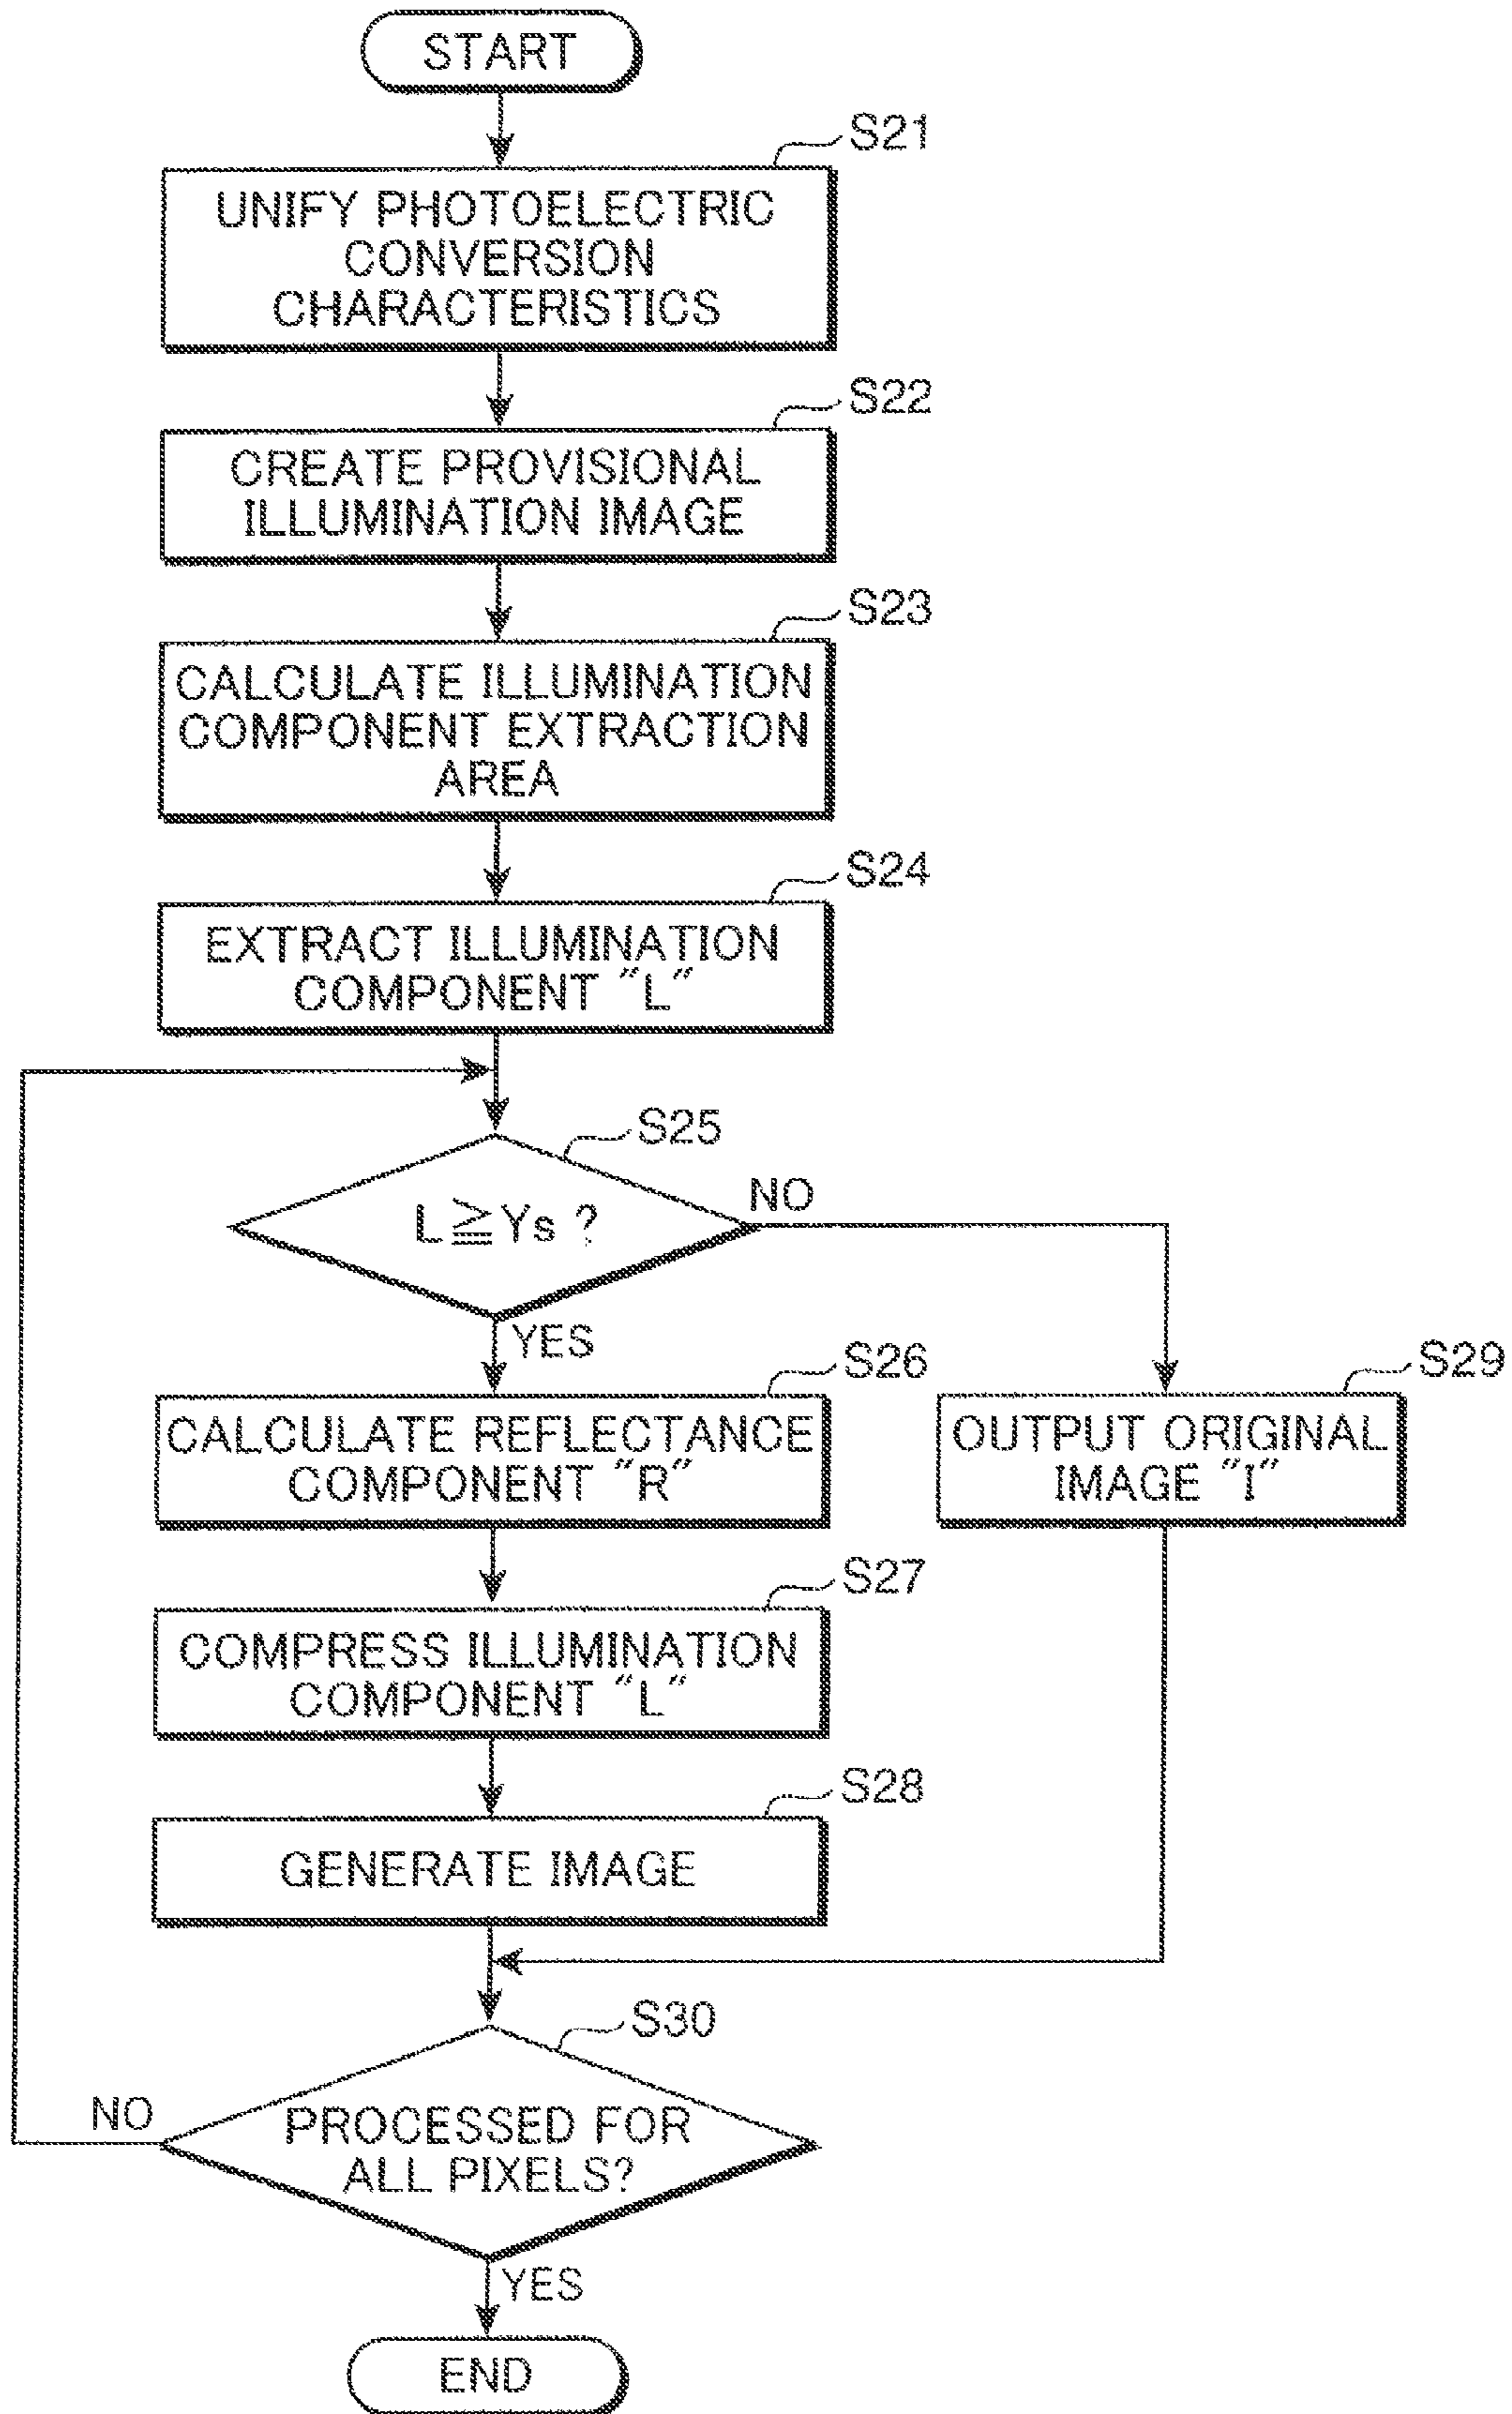 START
S21
UNIFY PHOTOELECTRIC
CONVERSION
CHARACTERISTICS
S22
CREATE PROVISIONAL
ILLUMINATION IMAGE
S23
CALCULATE ILLUMINATION
COMPONENT EXTRACTION
AREA
S24
EXTRACT ILLUMINATION
COMPONENT "L"
S25
L≧Ys ?
NO
YES
S26
CALCULATE REFLECTANCE
COMPONENT "R"
S29
OUTPUT ORIGINAL
IMAGE "I"
S27
COMPRESS ILLUMINATION
COMPONENT "L"
S28
GENERATE IMAGE
S30
PROCESSED FOR
ALL PIXELS?
NO
YES
END